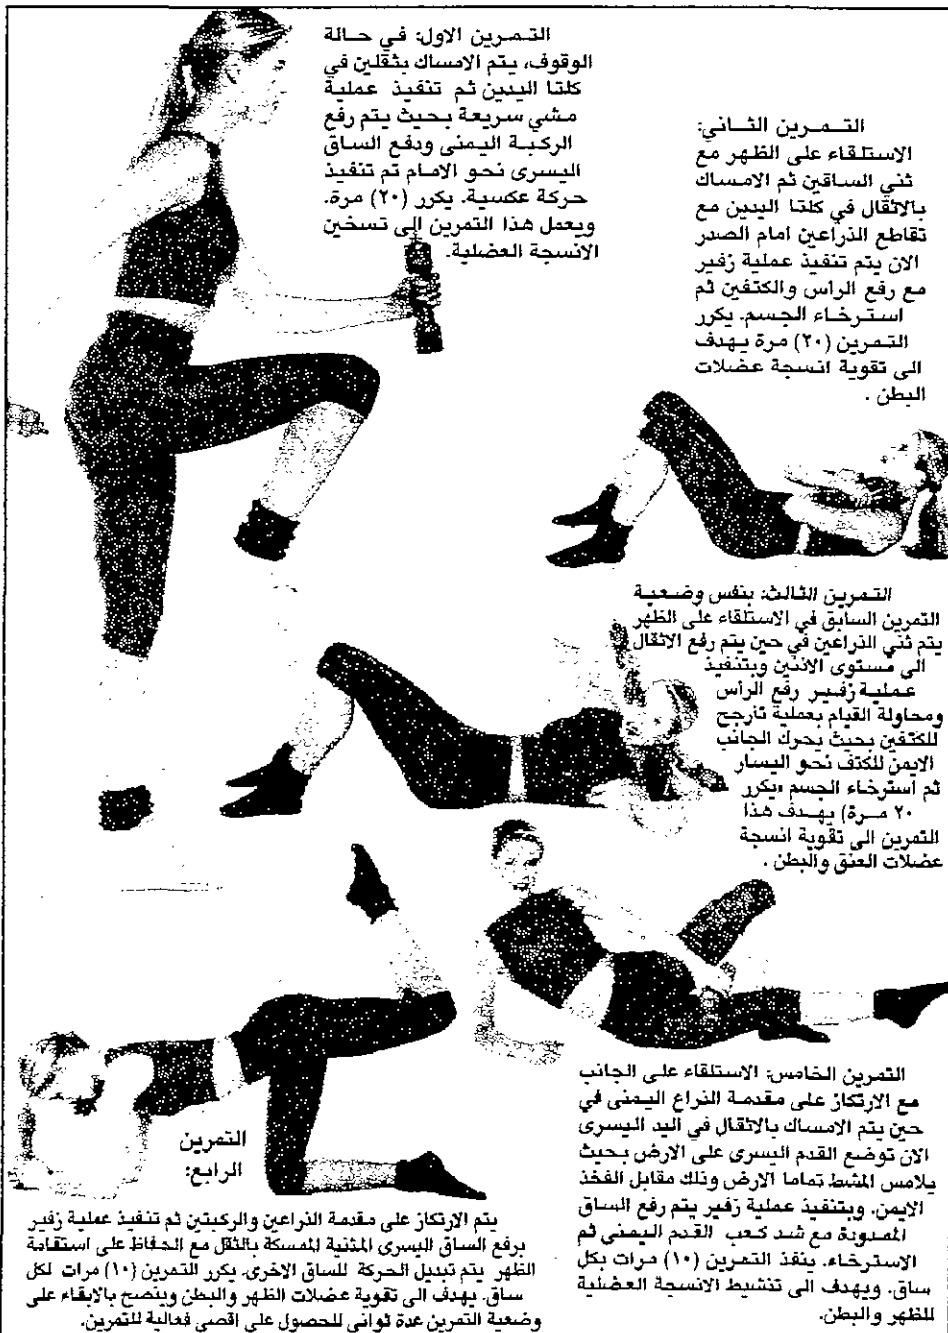 التمرين الاول: في حالة
الوقوف، يتم الامساك بثقلين في
كلتا اليدين ثم تنفيذ عملية
مشي سريعة بحيث يتم رفع
الركبة اليمنى ودفع الساق
اليسرى نحو الامام ثم تنفيذ
حركة عكسية. يكرر (٢٠) مرة.
ويعمل هذا التمرين الى تسخين
الانسجة العضلية.
التمرين الثاني:
الاستلقاء على الظهر مع
ثني الساقين ثم الامساك
بالاثقال في كلتا اليدين مع
تقاطع الذراعين امام الصدر
الان يتم تنفيذ عملية زفير
مع رفع الراس والكتفين ثم
استرخاء الجسم. يكرر
التمرين (٢٠) مرة يهدف
الى تقوية انسجة عضلات
البطن .
التمرين الثالث: بنفس وضعية
التمرين السابق في الاستلقاء على الظهر
يتم ثني الذراعين في حين يتم رفع الاثقال
الى مستوى الاذنين وبتنفيذ
عملية زفير رفع الرأس
ومحاولة القيام بعملية تأرجح
للكتفين بحيث يحرك الجانب
الايمن للكتف نحو اليسار
ثم استرخاء الجسم ويكرر
٢٠ مرة) يهدف هذا
التمرين الى تقوية انسجة
عضلات العنق والبطن .
التمرين
الرابع:
يتم الارتكاز على مقدمة الذراعين والركبتين ثم تنفيذ عملية زفير
برفع الساق اليسرى المثنية الممسكة بالثقل مع الحفاظ على استقامة
الظهر يتم تبديل الحركة للساق الاخرى. يكرر التمرين (١٠) مرات لكل
ساق. يهدف الى تقوية عضلات الظهر والبطن وينصح بالابقاء على
وضعية التمرين عدة ثواني للحصول على اقصى فعالية للتمرين.
التمرين الخامس: الاستلقاء على الجانب
مع الارتكاز على مقدمة الذراع اليمنى في
حين يتم الامساك بالاثقال في اليد اليسرى
الان توضع القدم اليسرى على الارض بحيث
يلامس المشط تماما الارض وذلك مقابل الفخذ
الايمن. وبتنفيذ عملية زفير يتم رفع الساق
الممدودة مع شد كعب القدم اليمنى ثم
الاسترخاء. ينفذ التمرين (١٠) مرات بكل
ساق. ويهدف الى تنشيط الانسجة العضلية
للظهر والبطن.